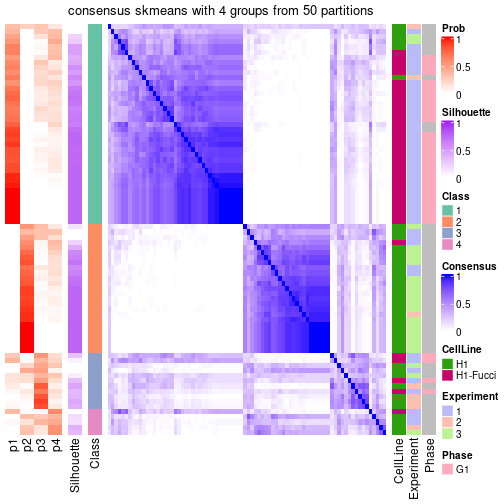 consensus skmeans with 4 groups from 50 partitions
p1
p2
p3
p4
Silhouette
Class
CellLine
Experiment
Phase
Prob
1
0.5
0
Silhouette
1
0.5
0
Class
1
2
3
4
Consensus
1
0.5
0
CellLine
H1
H1-Fucci
Experiment
1
2
3
Phase
G1